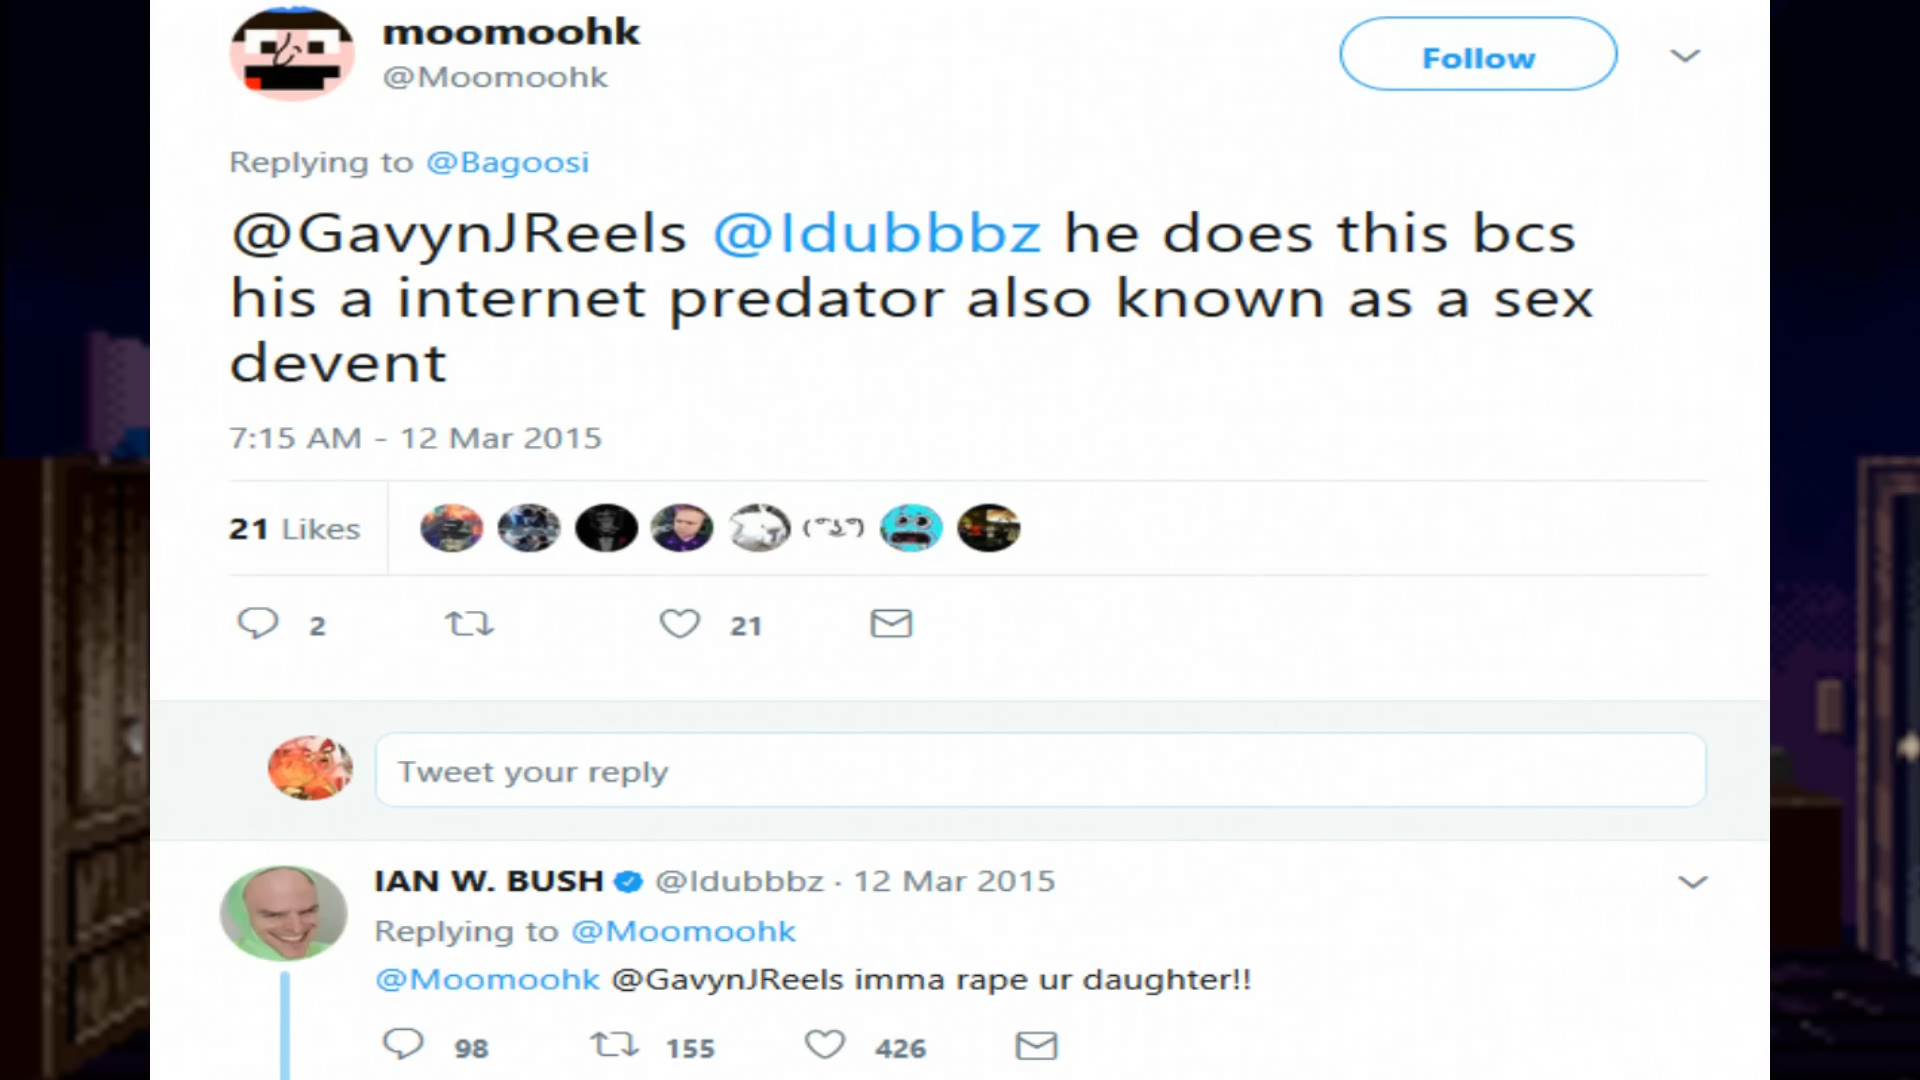 moomoohk
@Moomoohk
Follow
Replying to @Bagoosi
@GavynJReels @Idubbbz he does this bcs
his a internet predator also known as a sex
devent
7:15 AM - 12 Mar 2015
21 Likes
( ͡° ͜ʖ ͡°)
2 21
Tweet your reply
IAN W. BUSH @Idubbbz · 12 Mar 2015
Replying to @Moomoohk
@Moomoohk @GavynJReels imma rape ur daughter!!
98 155 426